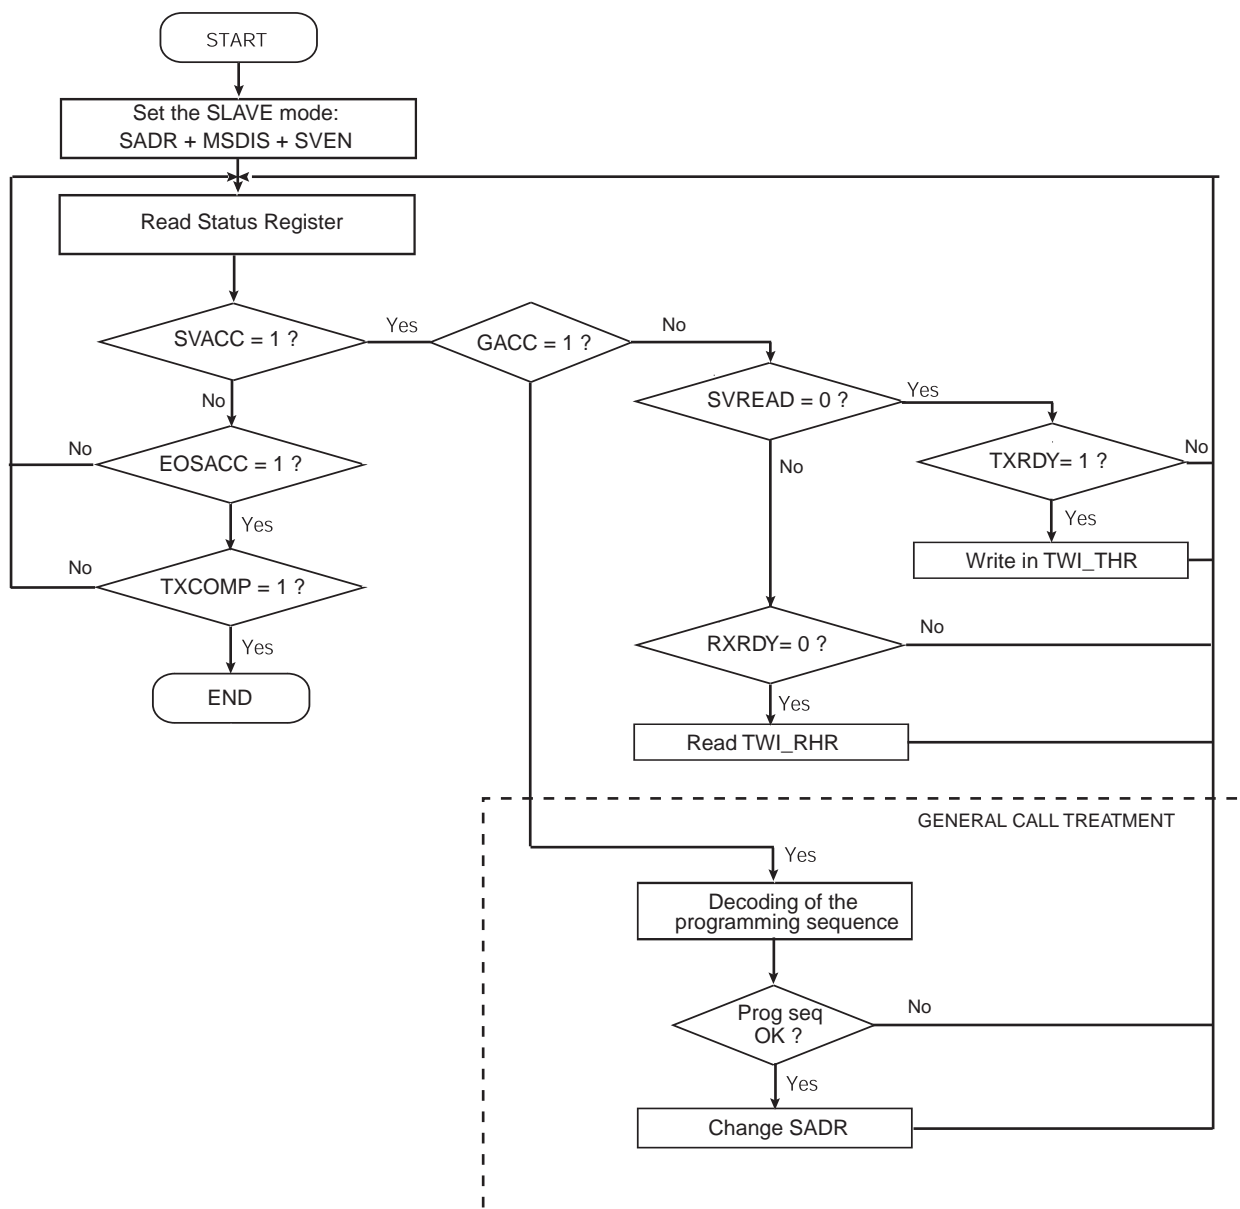 START
Set the SLAVE mode:
SADR + MSDIS + SVEN
Read Status Register
SVACC = 1 ?
Yes
GACC = 1 ?
No
SVREAD = 0 ?
Yes
No
EOSACC = 1 ?
No
TXRDY= 1 ?
No
No
Yes
Yes
Write in TWI_THR
TXCOMP = 1 ?
No
Yes
END
RXRDY= 0 ?
No
Yes
Read TWI_RHR
GENERAL CALL TREATMENT
Yes
Decoding of the
programming sequence
Prog seq
OK ?
No
Yes
Change SADR